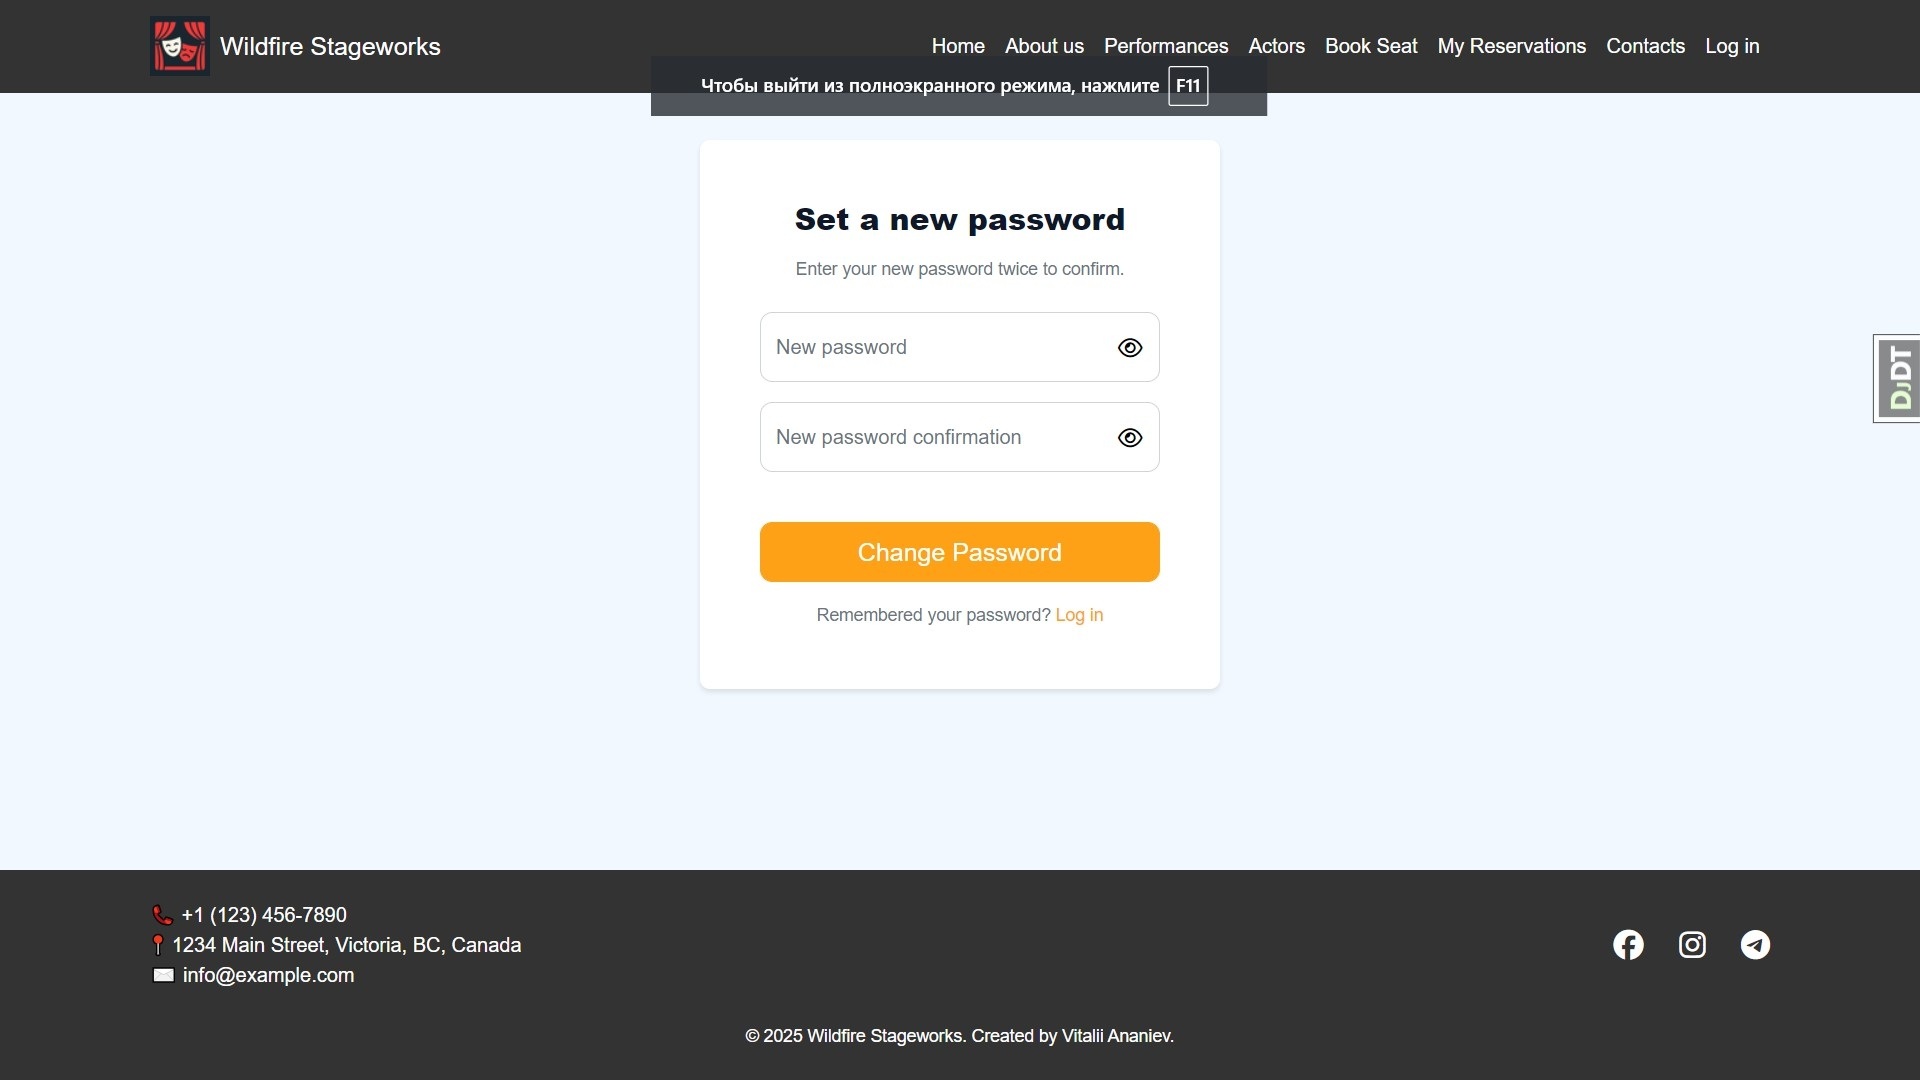 Wildfire Stageworks
Home About us Performances Actors Book Seat My Reservations Contacts Log in
Чтобы выйти из полноэкранного режима, нажмите F11
Set a new password
Enter your new password twice to confirm.
New password
DJDT
New password confirmation
Change Password
Remembered your password? Log in
+1 (123) 456-7890
1234 Main Street, Victoria, BC, Canada
info@example.com
© 2025 Wildfire Stageworks. Created by Vitalii Ananiev.